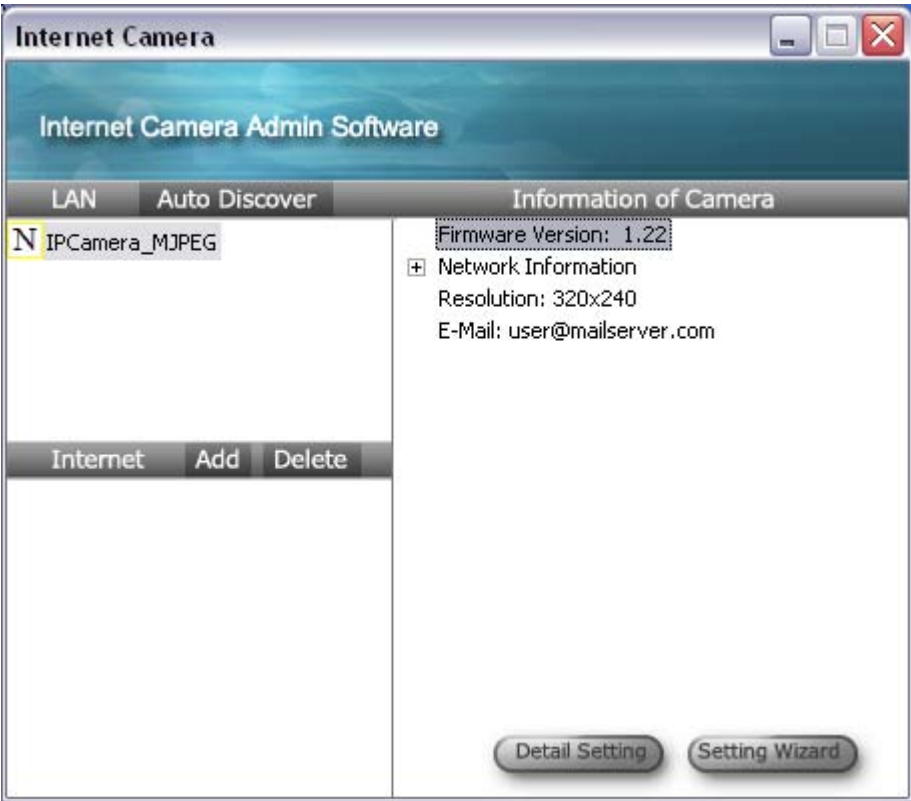 Internet Camera
Internet Camera Admin Software
LAN Auto Discover
Information of Camera
N IPCamera_MJPEG
Firmware Version: 1.22
Network Information
Resolution: 320x240
E-Mail: user@mailserver.com
Internet Add Delete
Detail Setting
Setting Wizard